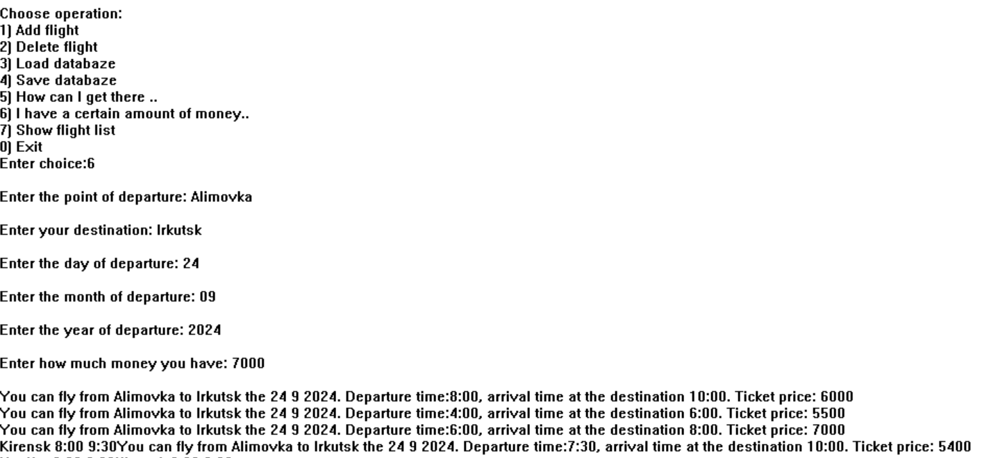 Choose operation:
1) Add flight
2) Delete flight
3) Load databaze
4) Save databaze
5) How can I get there ..
6) I have a certain amount of money..
7) Show flight list
0) Exit
Enter choice:6
Enter the point of departure: Alimovka
Enter your destination: Irkutsk
Enter the day of departure: 24
Enter the month of departure: 09
Enter the year of departure: 2024
Enter how much money you have: 7000
You can fly from Alimovka to Irkutsk the 24 9 2024. Departure time:8:00, arrival time at the destination 10:00. Ticket price: 6000
You can fly from Alimovka to Irkutsk the 24 9 2024. Departure time:4:00, arrival time at the destination 6:00. Ticket price: 5500
You can fly from Alimovka to Irkutsk the 24 9 2024. Departure time:6:00, arrival time at the destination 8:00. Ticket price: 7000
Kirensk 8:00 9:30You can fly from Alimovka to Irkutsk the 24 9 2024. Departure time:7:30, arrival time at the destination 10:00. Ticket price: 5400